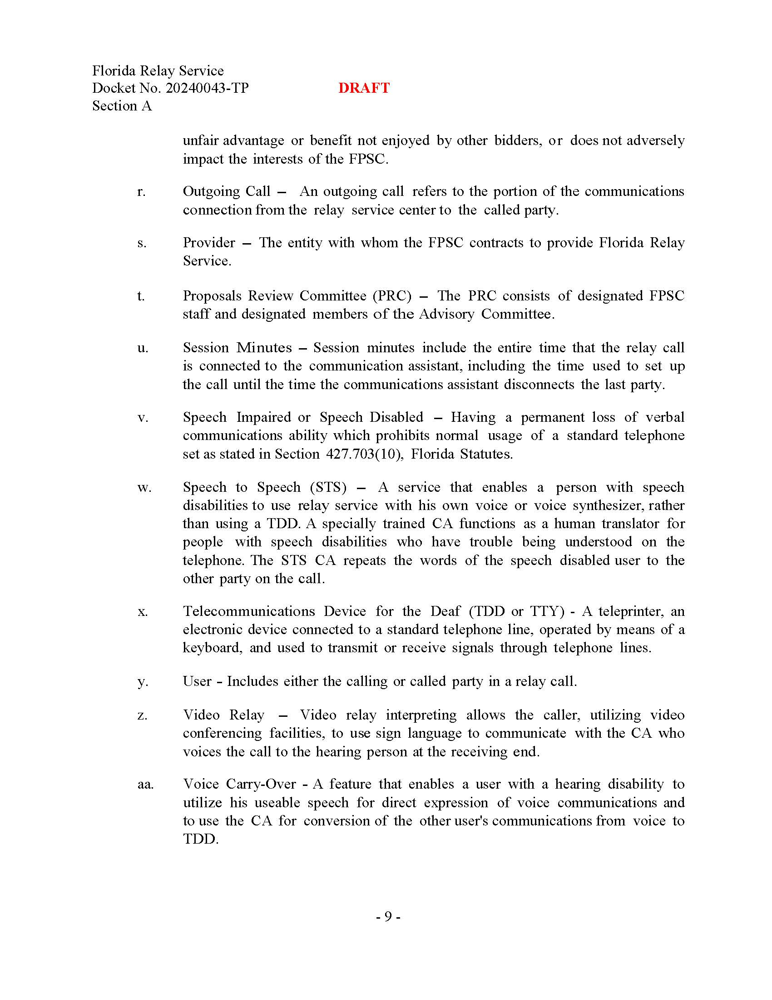 Florida Relay Service
Docket No. 20240043-TP DRAFT
Section A
unfair advantage or benefit not enjoyed by other bidders, or does not adversely
impact the interests of the FPSC.
r. Outgoing Call – An outgoing call refers to the portion of the communications
connection from the relay service center to the called party.
s. Provider – The entity with whom the FPSC contracts to provide Florida Relay
Service.
t. Proposals Review Committee (PRC) – The PRC consists of designated FPSC
staff and designated members of the Advisory Committee.
u. Session Minutes – Session minutes include the entire time that the relay call
is connected to the communication assistant, including the time used to set up
the call until the time the communications assistant disconnects the last party.
v. Speech Impaired or Speech Disabled – Having a permanent loss of verbal
communications ability which prohibits normal usage of a standard telephone
set as stated in Section 427.703(10), Florida Statutes.
w. Speech to Speech (STS) – A service that enables a person with speech
disabilities to use relay service with his own voice or voice synthesizer, rather
than using a TDD. A specially trained CA functions as a human translator for
people with speech disabilities who have trouble being understood on the
telephone. The STS CA repeats the words of the speech disabled user to the
other party on the call.
x. Telecommunications Device for the Deaf (TDD or TTY) - A teleprinter, an
electronic device connected to a standard telephone line, operated by means of a
keyboard, and used to transmit or receive signals through telephone lines.
y. User - Includes either the calling or called party in a relay call.
z. Video Relay – Video relay interpreting allows the caller, utilizing video
conferencing facilities, to use sign language to communicate with the CA who
voices the call to the hearing person at the receiving end.
aa. Voice Carry-Over - A feature that enables a user with a hearing disability to
utilize his useable speech for direct expression of voice communications and
to use the CA for conversion of the other user's communications from voice to
TDD.
- 9 -